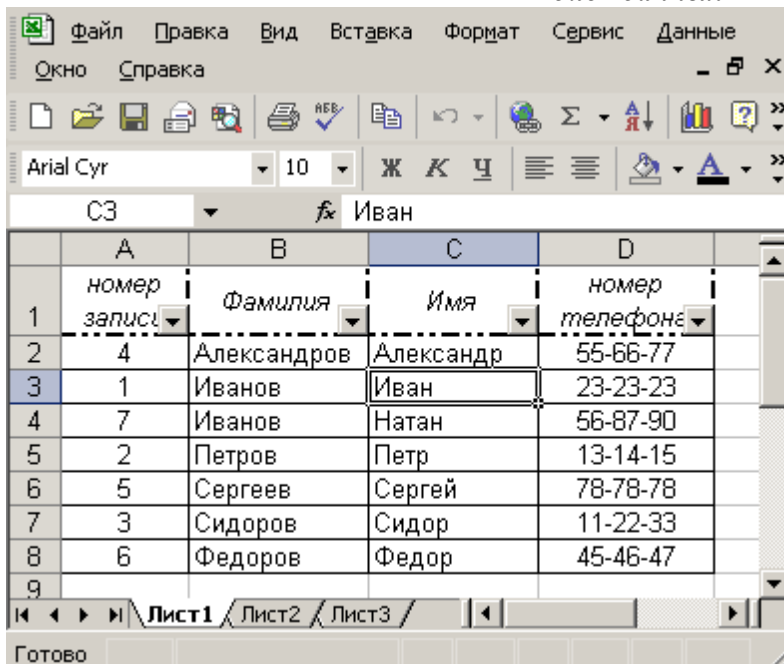 Файл Правка Вид Вставка Формат Сервис Данные
Окно Справка
Arial Cyr 10 Ж К Ч
C3 fx Иван
A B C D
1 номер записи Фамилия Имя номер телефона
2 4 Александров Александр 55-66-77
3 1 Иванов Иван 23-23-23
4 7 Иванов Натан 56-87-90
5 2 Петров Петр 13-14-15
6 5 Сергеев Сергей 78-78-78
7 3 Сидоров Сидор 11-22-33
8 6 Федоров Федор 45-46-47
9
Лист1 Лист2 Лист3
Готово